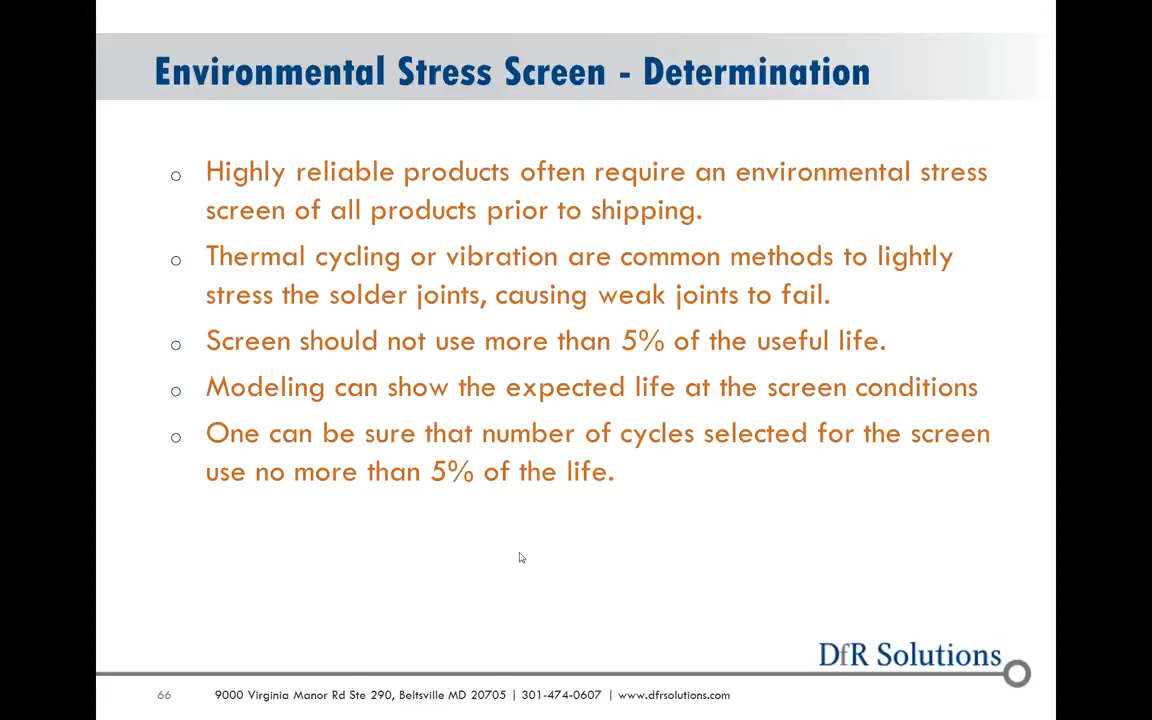 Environmental Stress Screen - Determination
Highly reliable products often require an environmental stress
screen of all products prior to shipping.
Thermal cycling or vibration are common methods to lightly
stress the solder joints, causing weak joints to fail.
Screen should not use more than 5% of the useful life.
Modeling can show the expected life at the screen conditions
One can be sure that number of cycles selected for the screen
use no more than 5% of the life.
DfR Solutions
66 9000 Virginia Manor Rd Ste 290, Beltsville MD 20705 | 301-474-0607 | www.dfrsolutions.com